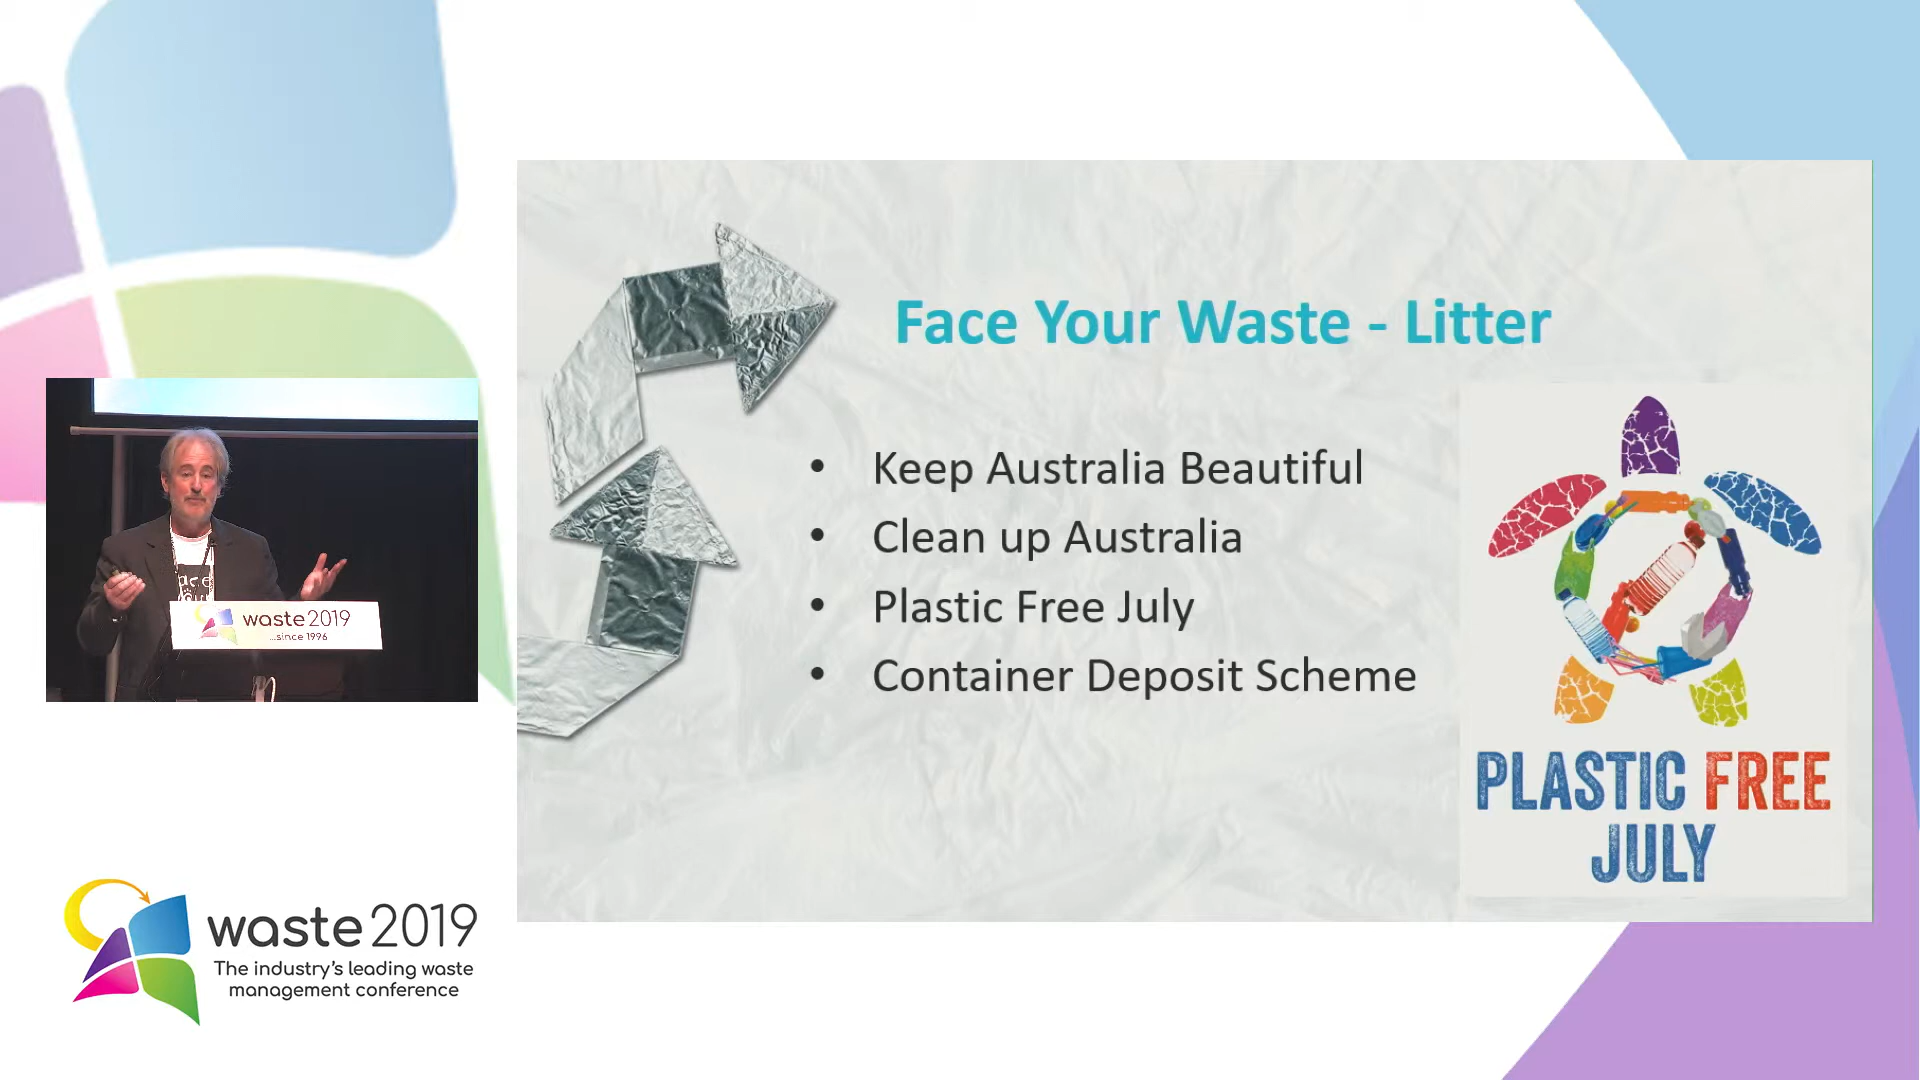 Face Your Waste - Litter
• Keep Australia Beautiful
• Clean up Australia
• Plastic Free July
• Container Deposit Scheme
PLASTIC FREE
JULY
waste2019
...since 1996
waste2019
The industry's leading waste
management conference